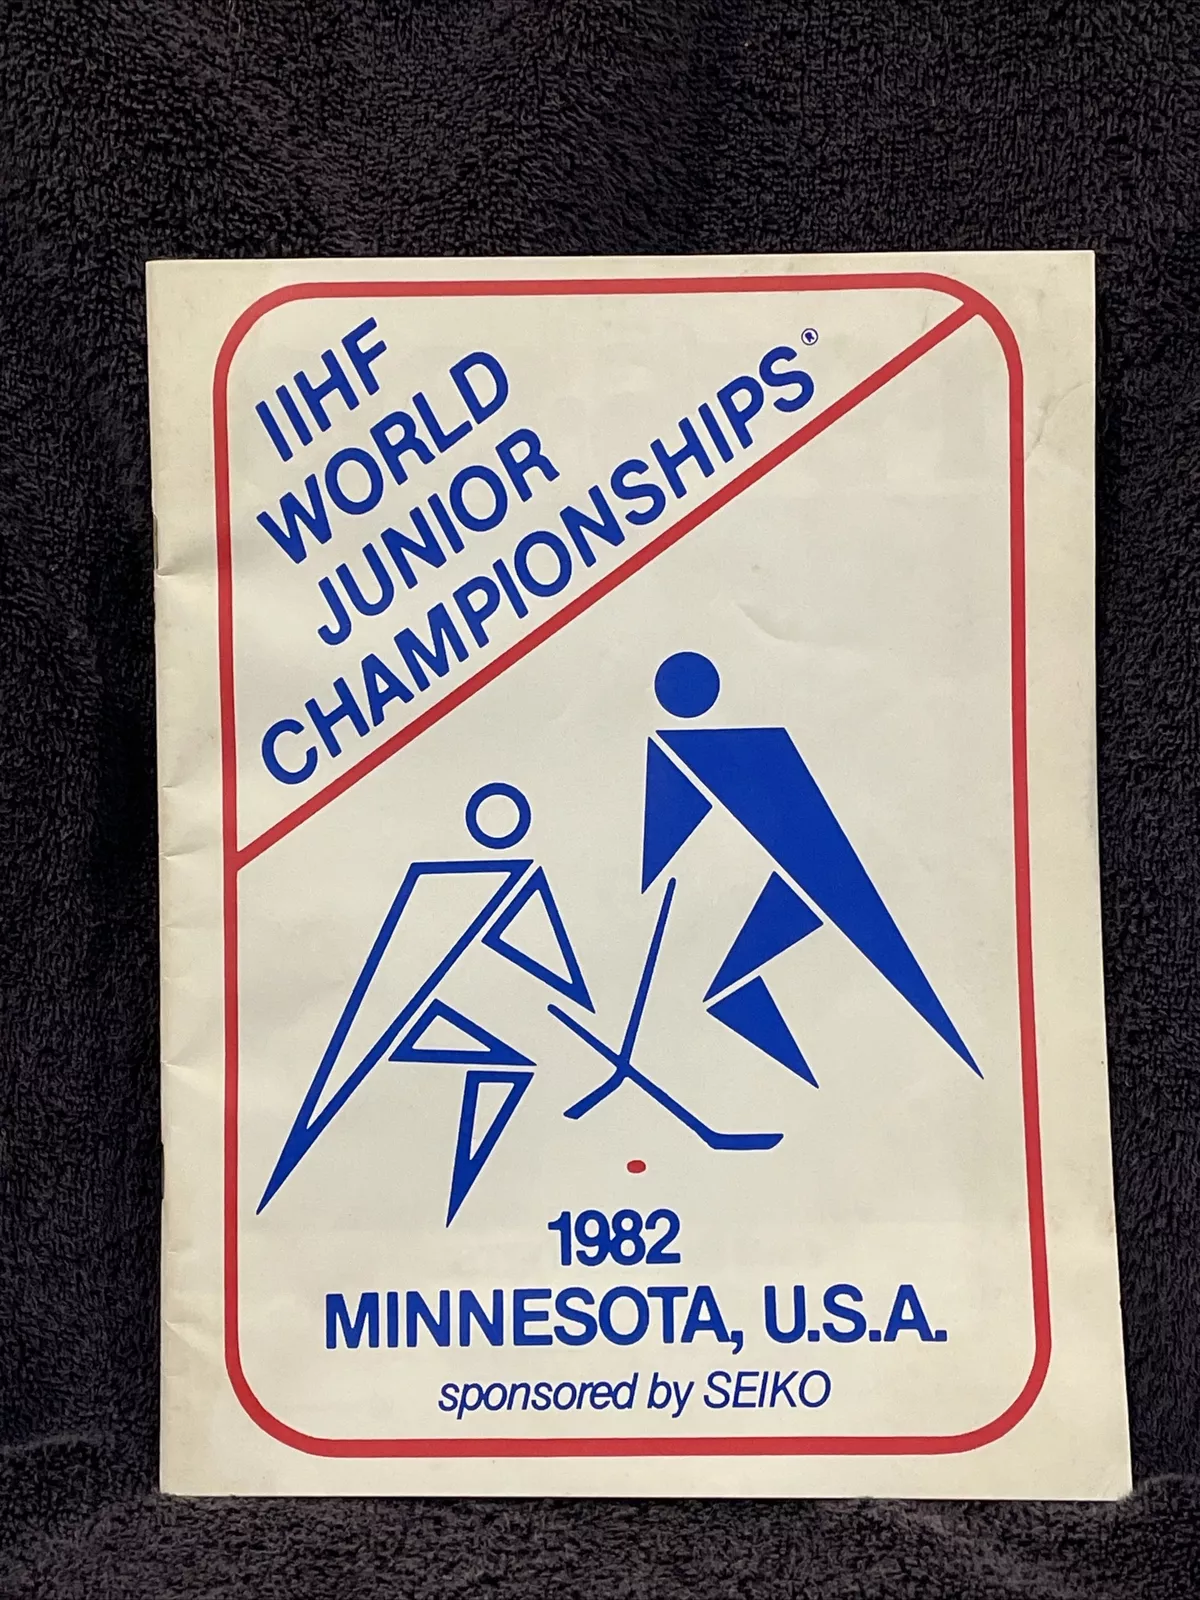 IIHF
WORLD
JUNIOR
CHAMPIONSHIPS®
1982
MINNESOTA, U.S.A.
sponsored by SEIKO